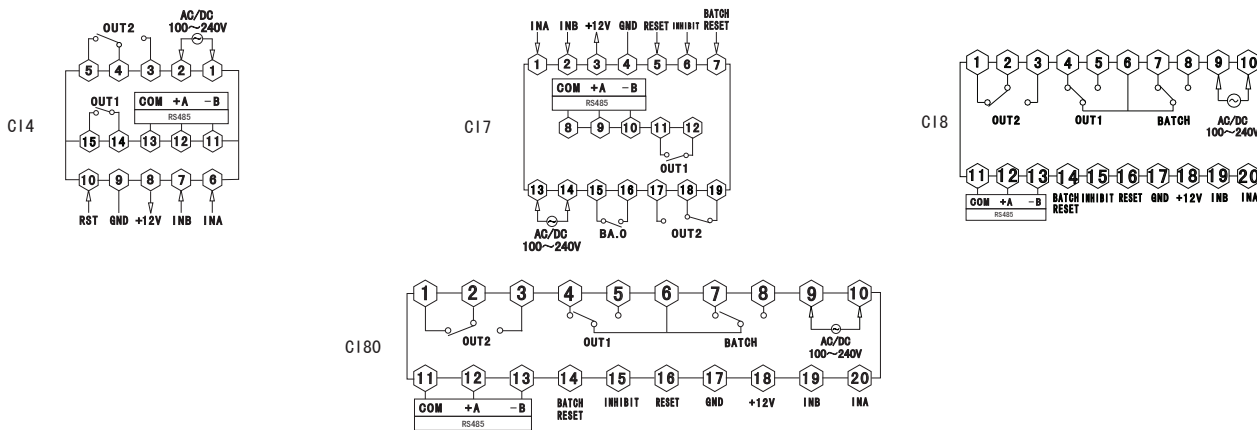 CI4
OUT2
AC/DC
100～240V
5 4 3 2 1
OUT1
COM +A -B
RS485
15 14 13 12 11
10 9 8 7 6
RST GND +12V INB INA
CI7
INA INB +12V GND RESET INHIBIT BATCH
RESET
1 2 3 4 5 6 7
COM +A -B
RS485
8 9 10 11 12
OUT1
13 14 15 16 17 18 19
AC/DC
100～240V
BA.O OUT2
CI8
1 2 3 4 5 6 7 8 9 10
OUT2 OUT1 BATCH AC/DC
100～240V
11 12 13 14 15 16 17 18 19 20
COM +A -B
RS485
BATCH
RESET
INHIBIT RESET GND +12V INB INA
CI80
1 2 3 4 5 6 7 8 9 10
OUT2 OUT1 BATCH AC/DC
100～240V
11 12 13 14 15 16 17 18 19 20
COM +A -B
RS485
BATCH
RESET
INHIBIT RESET GND +12V INB INA